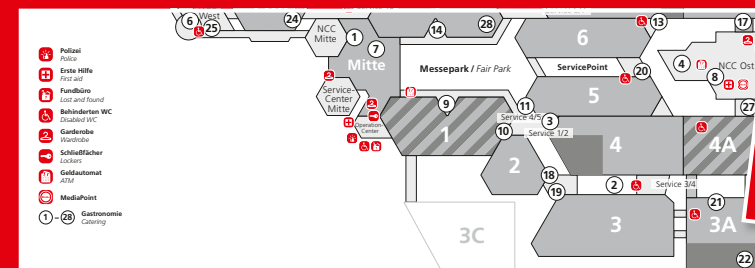 West
6
25
24
NCC
Mitte
1
7
Mitte
14
28
6
13
17
Polizei
Police
Erste Hilfe
First aid
Fundbüro
Lost and found
Behinderten WC
Disabled WC
Garderobe
Wardrobe
Schließfächer
Lockers
Geldautomat
ATM
MediaPoint
1 – 28 Gastronomie
Catering
Messepark / Fair Park
ServicePoint
20
4
NCC Ost
8
27
Service-
Center
Mitte
Operation-
Center
9
1
11
5
Service 4/5
3
10
Service 1/2
2
4
4A
18
19
2
Service 3/4
3C
3
21
3A
22